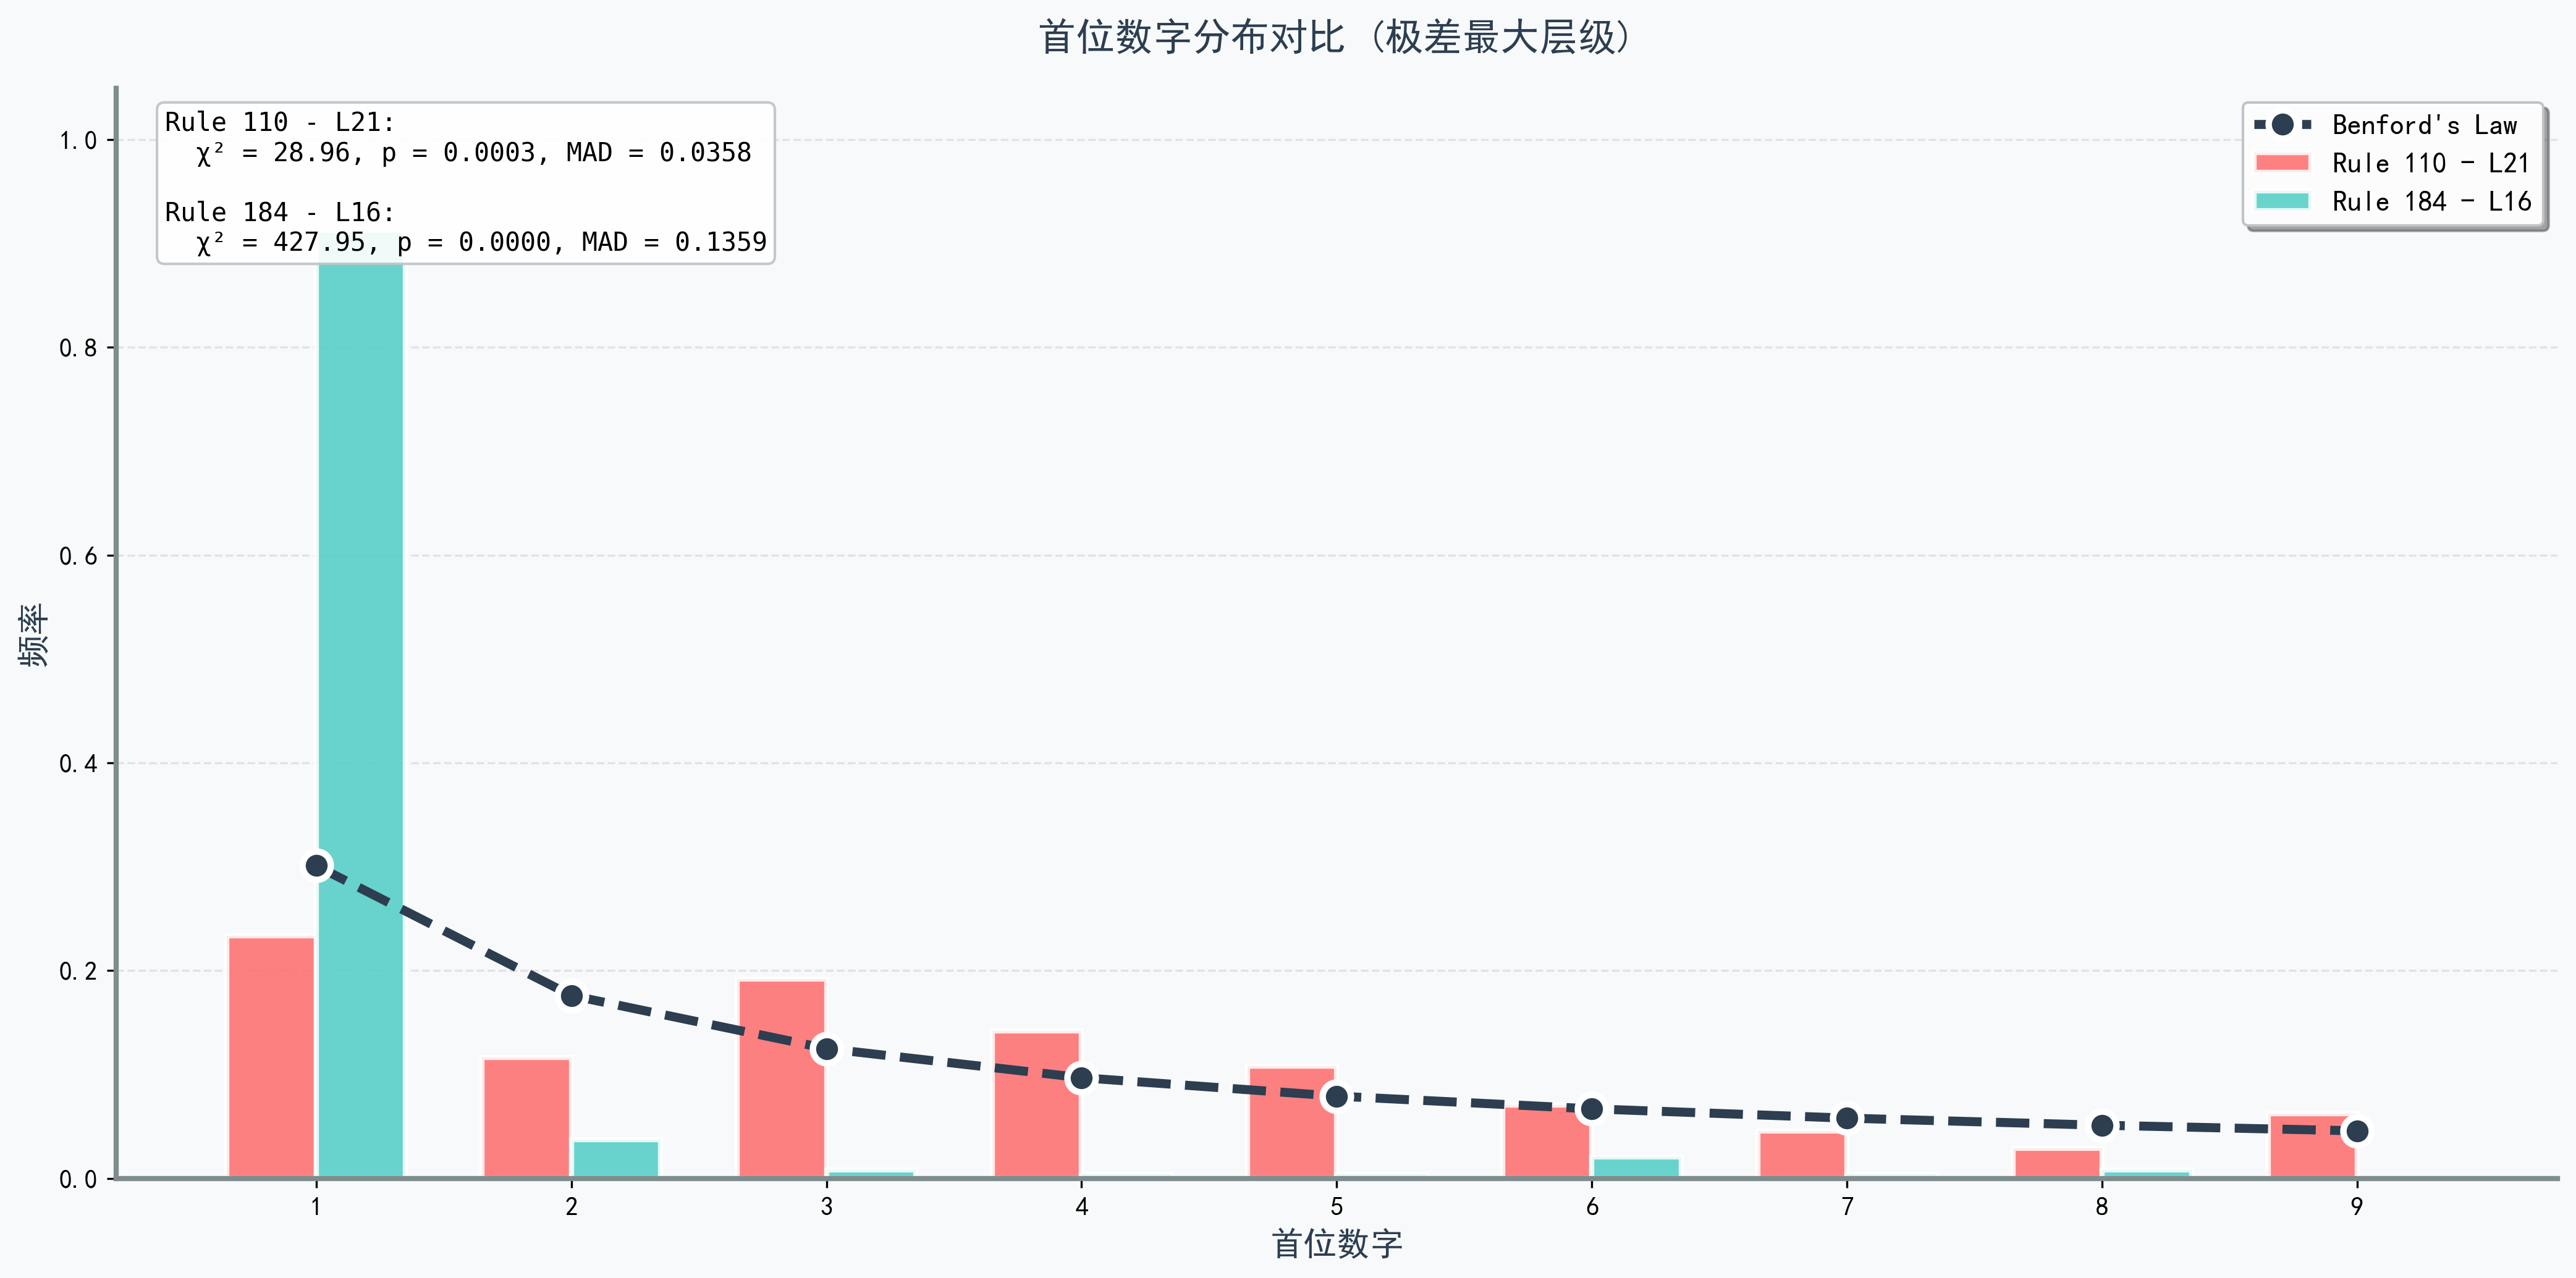 首位数字分布对比 (极差最大层级)
Rule 110 - L21:
χ² = 28.96, p = 0.0003, MAD = 0.0358
Rule 184 - L16:
χ² = 427.95, p = 0.0000, MAD = 0.1359
Benford's Law
Rule 110 - L21
Rule 184 - L16
频率
1.0
0.8
0.6
0.4
0.2
0.0
1 2 3 4 5 6 7 8 9
首位数字